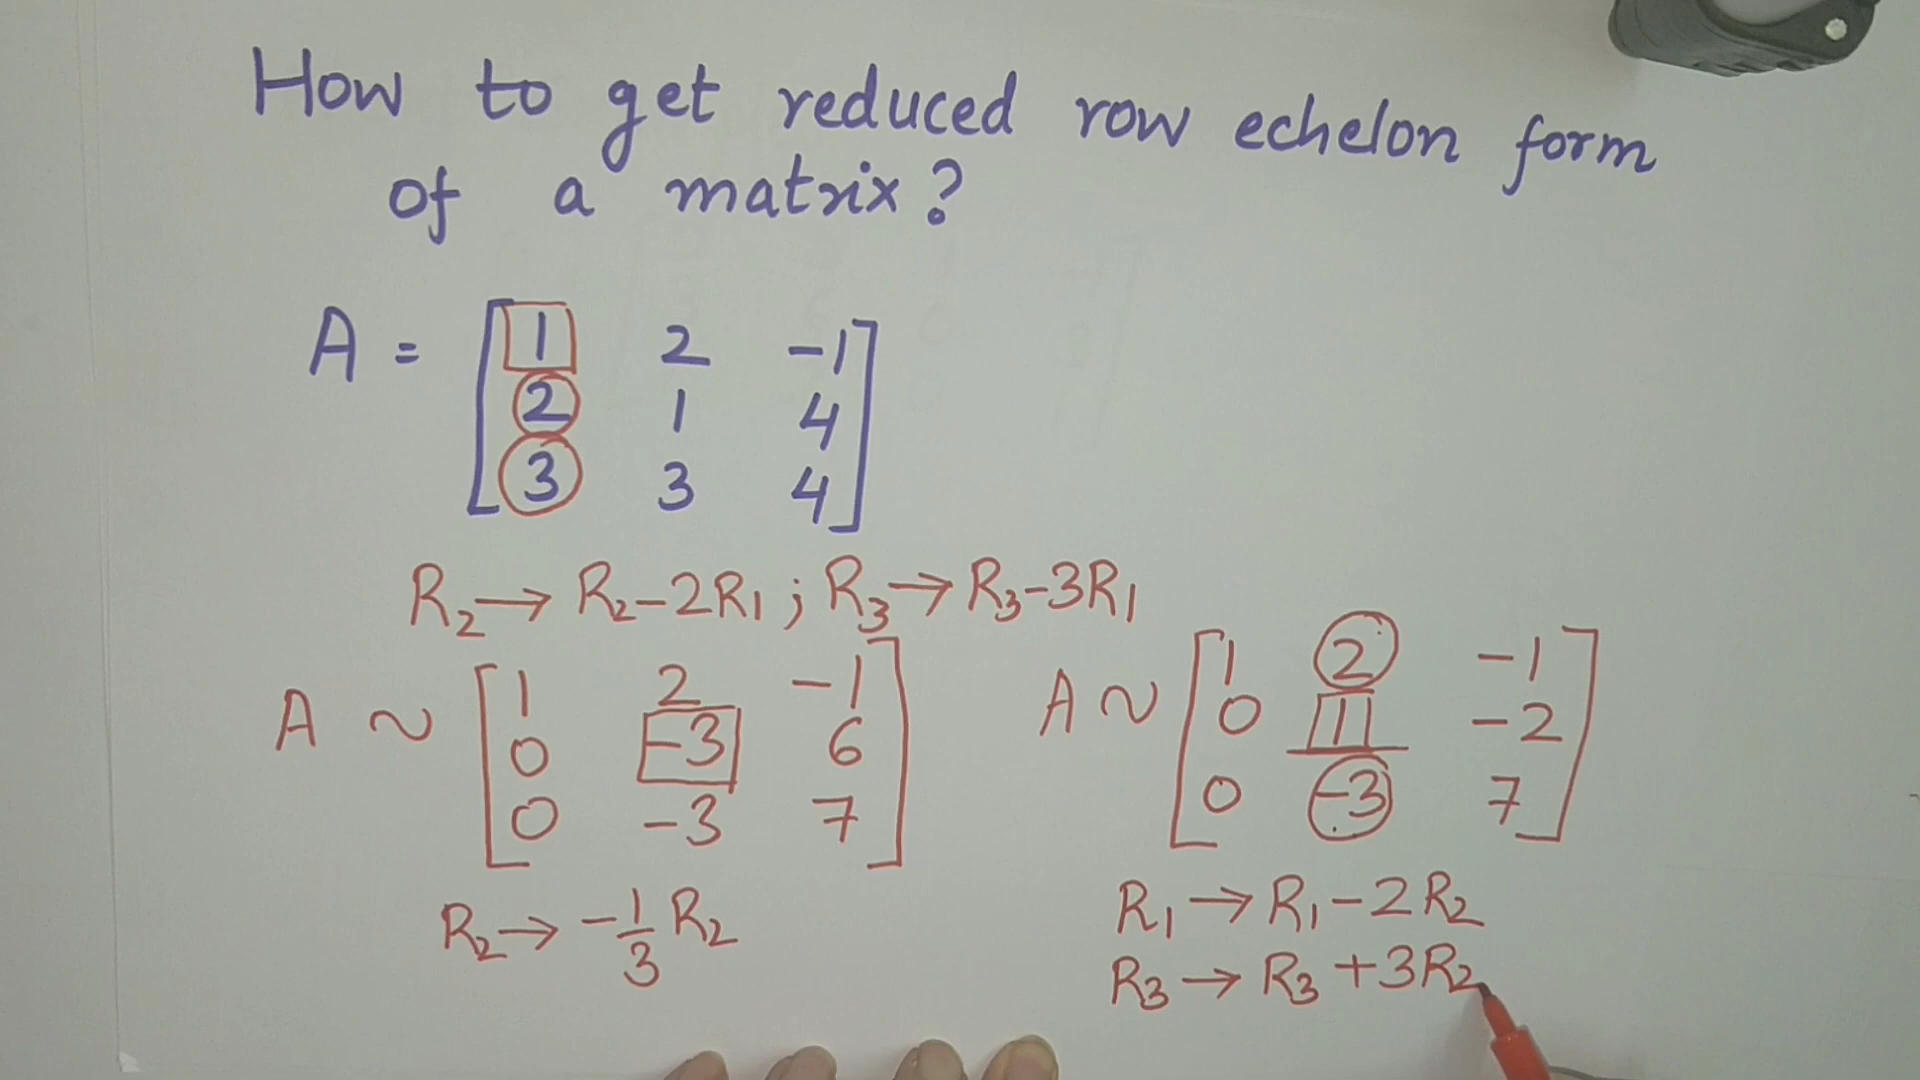 How to get reduced row echelon form
of a matrix?
A = [1 2 -1
2 1 4
3 3 4]
R₂→ R₂-2R₁ ; R₃→ R₃-3R₁
A ~ [1 2 -1
0 -3 6
0 -3 7]
R₂→ -1/3 R₂
A ~ [1 2 -1
0 1 -2
0 -3 7]
R₁→ R₁-2R₂
R₃→ R₃+3R₂